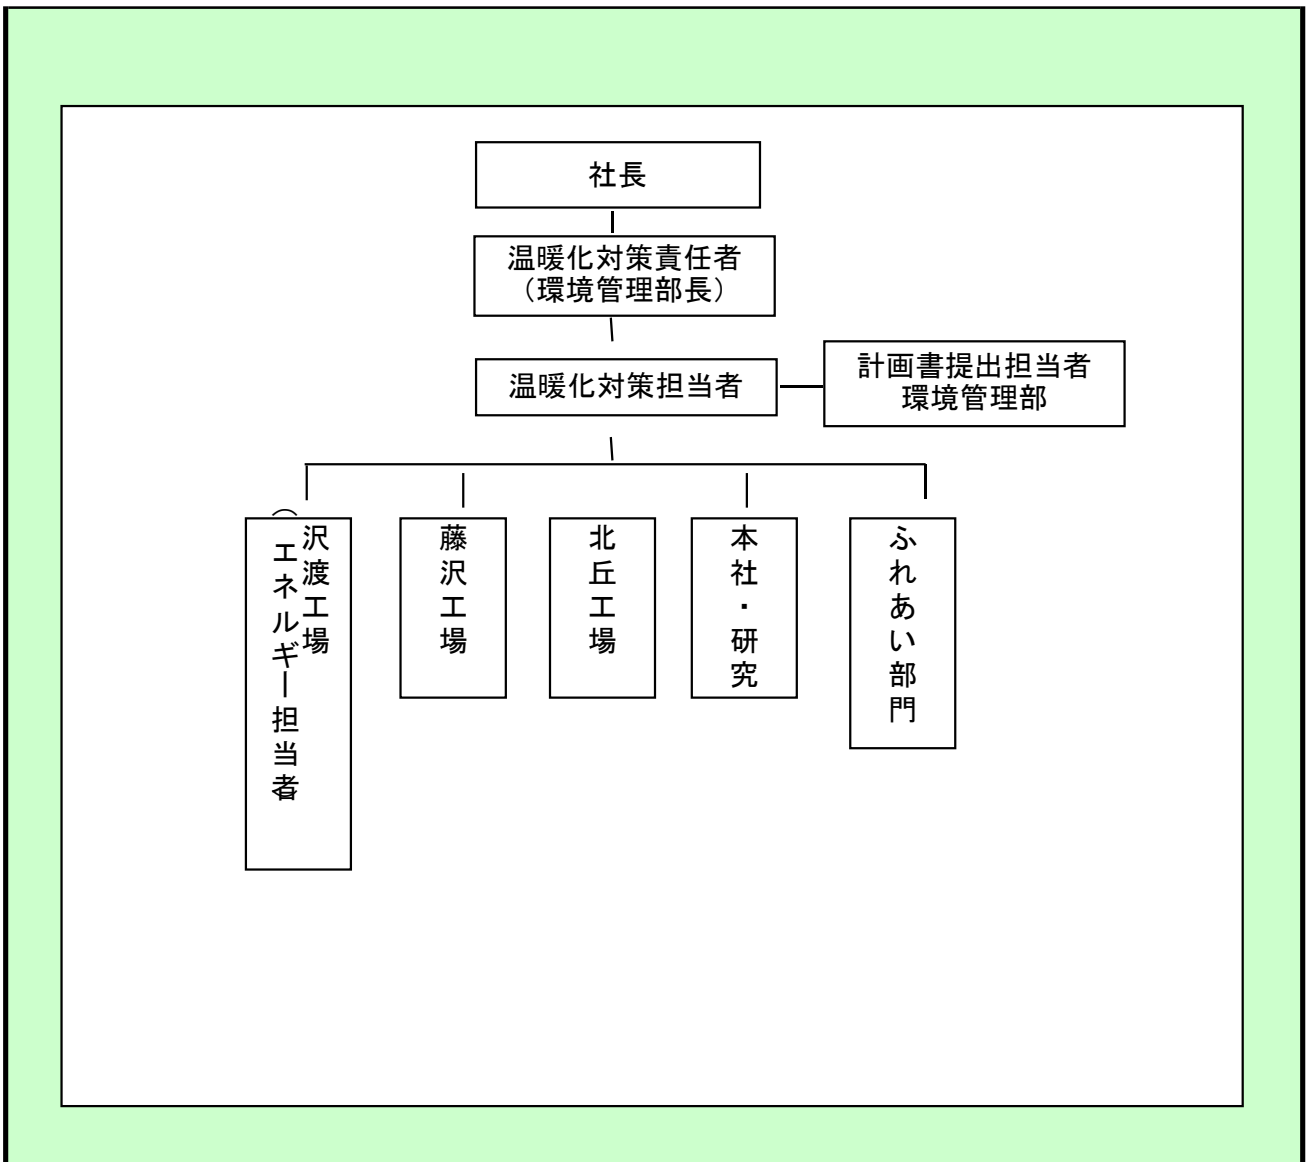 社長
温暖化対策責任者
（環境管理部長）
温暖化対策担当者
計画書提出担当者
環境管理部
沢渡工場
（エネルギー担当者）
藤沢工場
北丘工場
本社・研究
ふれあい部門